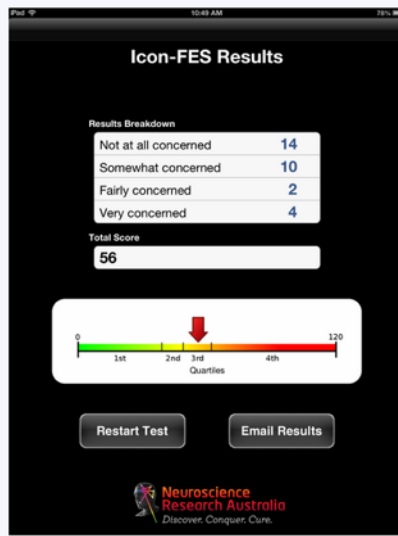 iPad 10:49 AM 78%
Icon-FES Results
Results Breakdown
Not at all concerned 14
Somewhat concerned 10
Fairly concerned 2
Very concerned 4
Total Score
56
0 120
1st 2nd 3rd 4th
Quartiles
Restart Test Email Results
Neuroscience
Research Australia
Discover. Conquer. Cure.